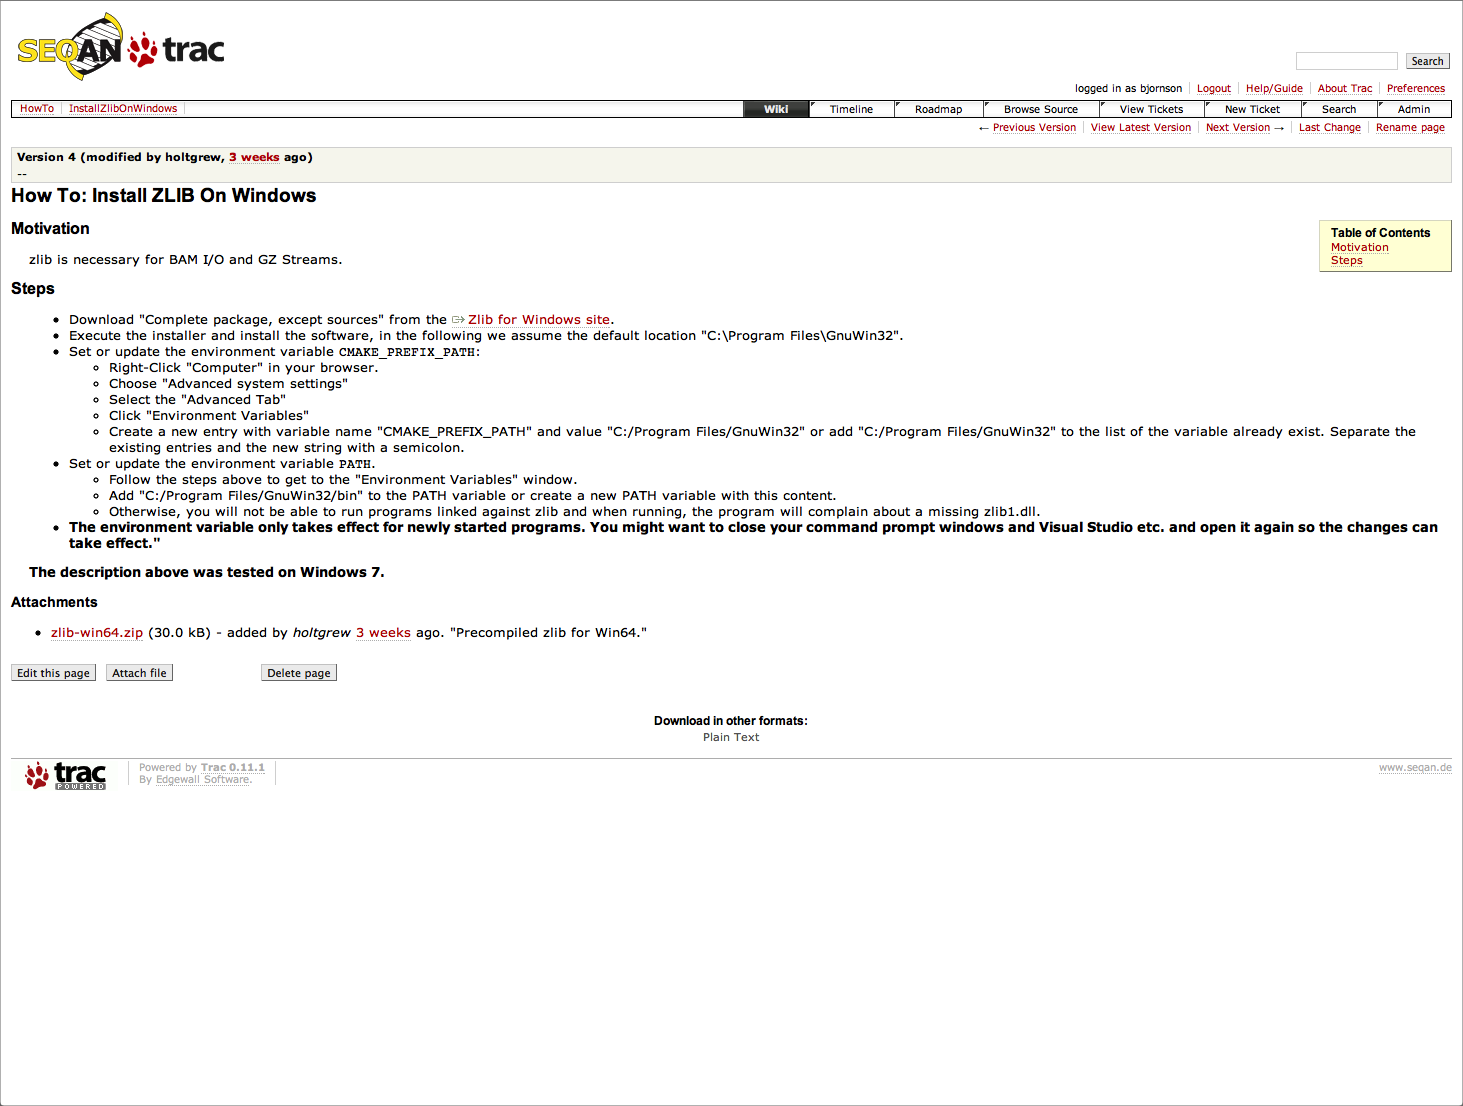 SEQAN trac
Search
logged in as bjornson Logout Help/Guide About Trac Preferences
HowTo InstallZlibOnWindows Wiki Timeline Roadmap Browse Source View Tickets New Ticket Search Admin
← Previous Version View Latest Version Next Version → Last Change Rename page
Version 4 (modified by holtgrew, 3 weeks ago)
--
How To: Install ZLIB On Windows
Motivation
zlib is necessary for BAM I/O and GZ Streams.
Table of Contents
Motivation
Steps
Steps
• Download "Complete package, except sources" from the Zlib for Windows site.
• Execute the installer and install the software, in the following we assume the default location "C:\Program Files\GnuWin32".
• Set or update the environment variable CMAKE_PREFIX_PATH:
◦ Right-Click "Computer" in your browser.
◦ Choose "Advanced system settings"
◦ Select the "Advanced Tab"
◦ Click "Environment Variables"
◦ Create a new entry with variable name "CMAKE_PREFIX_PATH" and value "C:/Program Files/GnuWin32" or add "C:/Program Files/GnuWin32" to the list of the variable already exist. Separate the
existing entries and the new string with a semicolon.
• Set or update the environment variable PATH.
◦ Follow the steps above to get to the "Environment Variables" window.
◦ Add "C:/Program Files/GnuWin32/bin" to the PATH variable or create a new PATH variable with this content.
◦ Otherwise, you will not be able to run programs linked against zlib and when running, the program will complain about a missing zlib1.dll.
• The environment variable only takes effect for newly started programs. You might want to close your command prompt windows and Visual Studio etc. and open it again so the changes can
take effect."
The description above was tested on Windows 7.
Attachments
• zlib-win64.zip (30.0 kB) - added by holtgrew 3 weeks ago. "Precompiled zlib for Win64."
Edit this page Attach file Delete page
Download in other formats:
Plain Text
trac POWERED
Powered by Trac 0.11.1
By Edgewall Software.
www.seqan.de